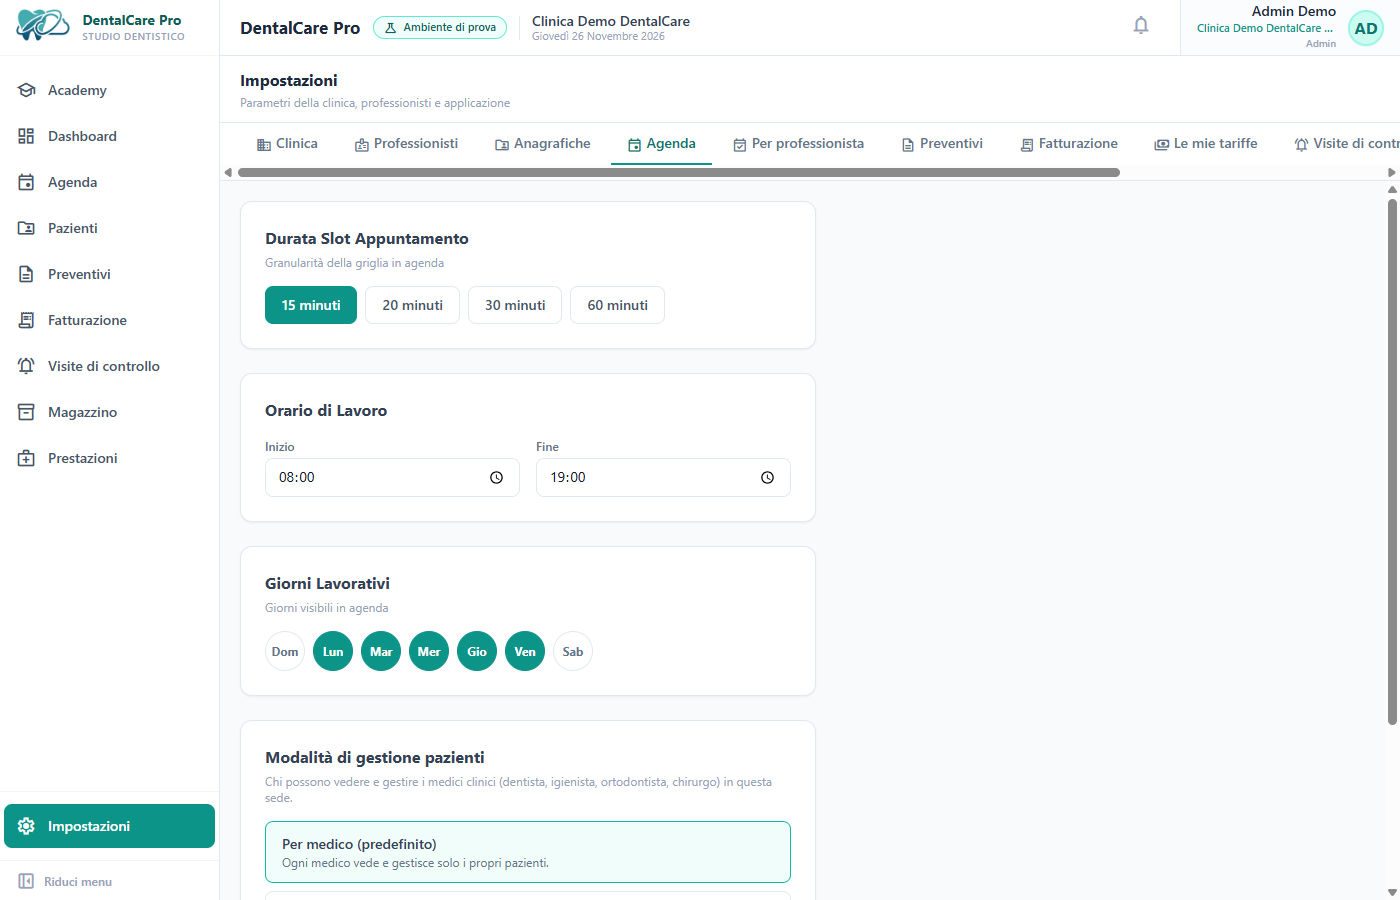 DentalCare Pro
STUDIO DENTISTICO
Academy
Dashboard
Agenda
Pazienti
Preventivi
Fatturazione
Visite di controllo
Magazzino
Prestazioni
Impostazioni
Riduci menu
DentalCare Pro
Ambiente di prova
Clinica Demo DentalCare
Giovedì 26 Novembre 2026
Admin Demo
Clinica Demo DentalCare ...
Admin
AD
Impostazioni
Parametri della clinica, professionisti e applicazione
Clinica
Professionisti
Anagrafiche
Agenda
Per professionista
Preventivi
Fatturazione
Le mie tariffe
Visite di contr
Durata Slot Appuntamento
Granularità della griglia in agenda
15 minuti
20 minuti
30 minuti
60 minuti
Orario di Lavoro
Inizio
Fine
08:00
19:00
Giorni Lavorativi
Giorni visibili in agenda
Dom
Lun
Mar
Mer
Gio
Ven
Sab
Modalità di gestione pazienti
Chi possono vedere e gestire i medici clinici (dentista, igienista, ortodontista, chirurgo) in questa
sede.
Per medico (predefinito)
Ogni medico vede e gestisce solo i propri pazienti.